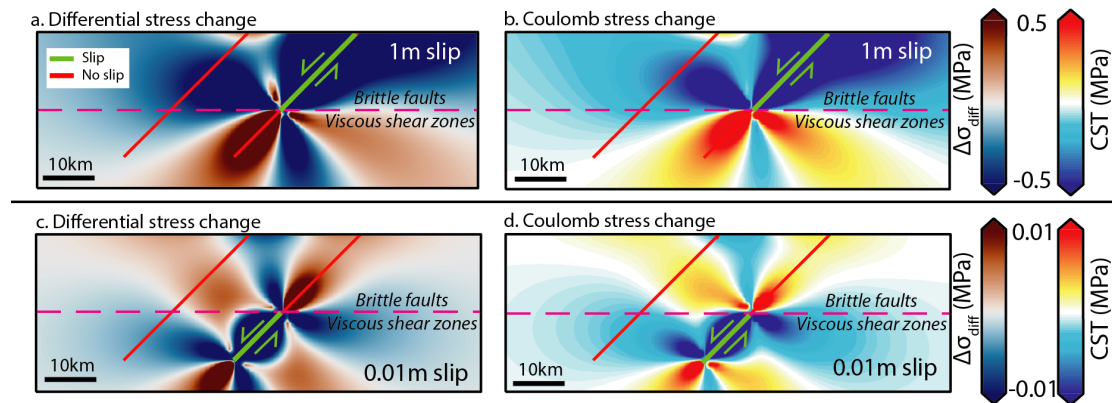 a. Differential stress change
b. Coulomb stress change
Slip
No slip
1m slip
Brittle faults
Viscous shear zones
10km
1m slip
Brittle faults
Viscous shear zones
10km
Δσdiff (MPa)
0.5
-0.5
CST (MPa)
c. Differential stress change
d. Coulomb stress change
Brittle faults
Viscous shear zones
10km
0.01m slip
Brittle faults
Viscous shear zones
10km
0.01m slip
Δσdiff (MPa)
0.01
-0.01
CST (MPa)